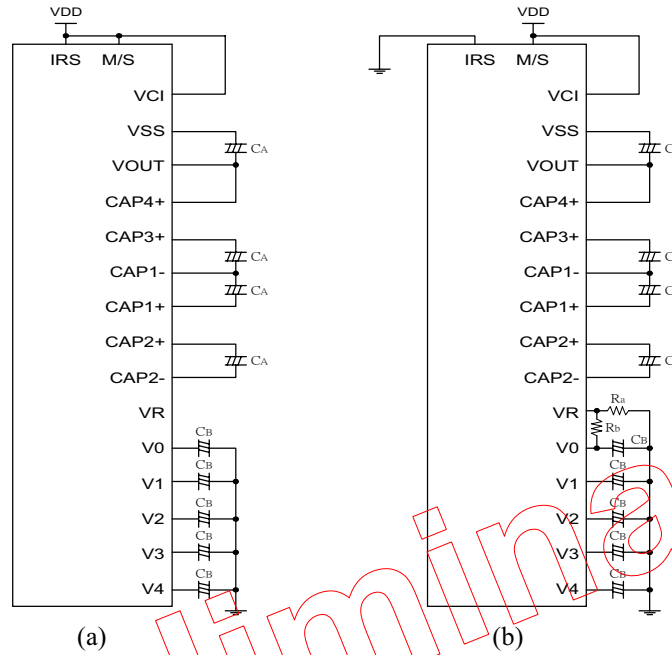 VDD
IRS M/S
VCI
VSS
CA
VOUT
CAP4+
CAP3+
CA
CAP1-
CA
CAP1+
CAP2+
CA
CAP2-
VR
CB
V0
CB
V1
CB
V2
CB
V3
CB
V4
(a)
VDD
IRS M/S
VCI
VSS
C
VOUT
CAP4+
CAP3+
C
CAP1-
C
CAP1+
CAP2+
C
CAP2-
Ra
VR
Rb
CB
V0
CB
V1
CB
V2
CB
V3
CB
V4
(b)
limina